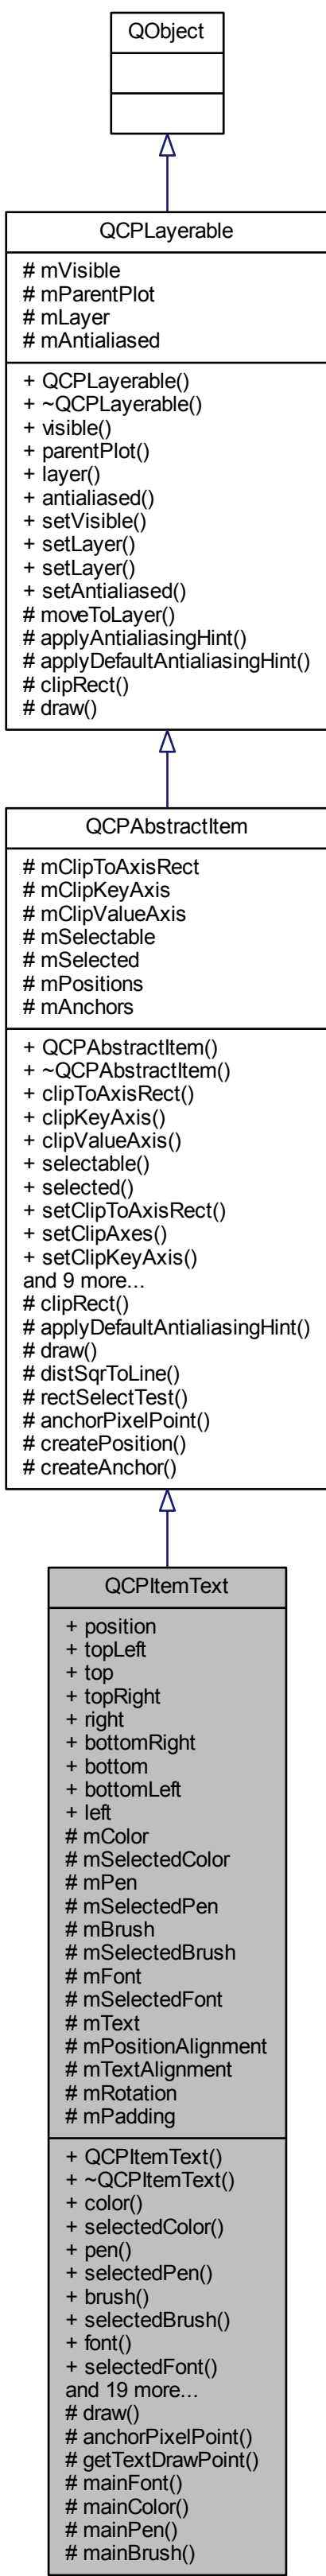 QObject
QCPLayerable
# mVisible
# mParentPlot
# mLayer
# mAntialiased
+ QCPLayerable()
+ ~QCPLayerable()
+ visible()
+ parentPlot()
+ layer()
+ antialiased()
+ setVisible()
+ setLayer()
+ setLayer()
+ setAntialiased()
# moveToLayer()
# applyAntialiasingHint()
# applyDefaultAntialiasingHint()
# clipRect()
# draw()
QCPAbstractItem
# mClipToAxisRect
# mClipKeyAxis
# mClipValueAxis
# mSelectable
# mSelected
# mPositions
# mAnchors
+ QCPAbstractItem()
+ ~QCPAbstractItem()
+ clipToAxisRect()
+ clipKeyAxis()
+ clipValueAxis()
+ selectable()
+ selected()
+ setClipToAxisRect()
+ setClipAxes()
+ setClipKeyAxis()
and 9 more...
# clipRect()
# applyDefaultAntialiasingHint()
# draw()
# distSqrToLine()
# rectSelectTest()
# anchorPixelPoint()
# createPosition()
# createAnchor()
QCPItemText
+ position
+ topLeft
+ top
+ topRight
+ right
+ bottomRight
+ bottom
+ bottomLeft
+ left
# mColor
# mSelectedColor
# mPen
# mSelectedPen
# mBrush
# mSelectedBrush
# mFont
# mSelectedFont
# mText
# mPositionAlignment
# mTextAlignment
# mRotation
# mPadding
+ QCPItemText()
+ ~QCPItemText()
+ color()
+ selectedColor()
+ pen()
+ selectedPen()
+ brush()
+ selectedBrush()
+ font()
+ selectedFont()
and 19 more...
# draw()
# anchorPixelPoint()
# getTextDrawPoint()
# mainFont()
# mainColor()
# mainPen()
# mainBrush()